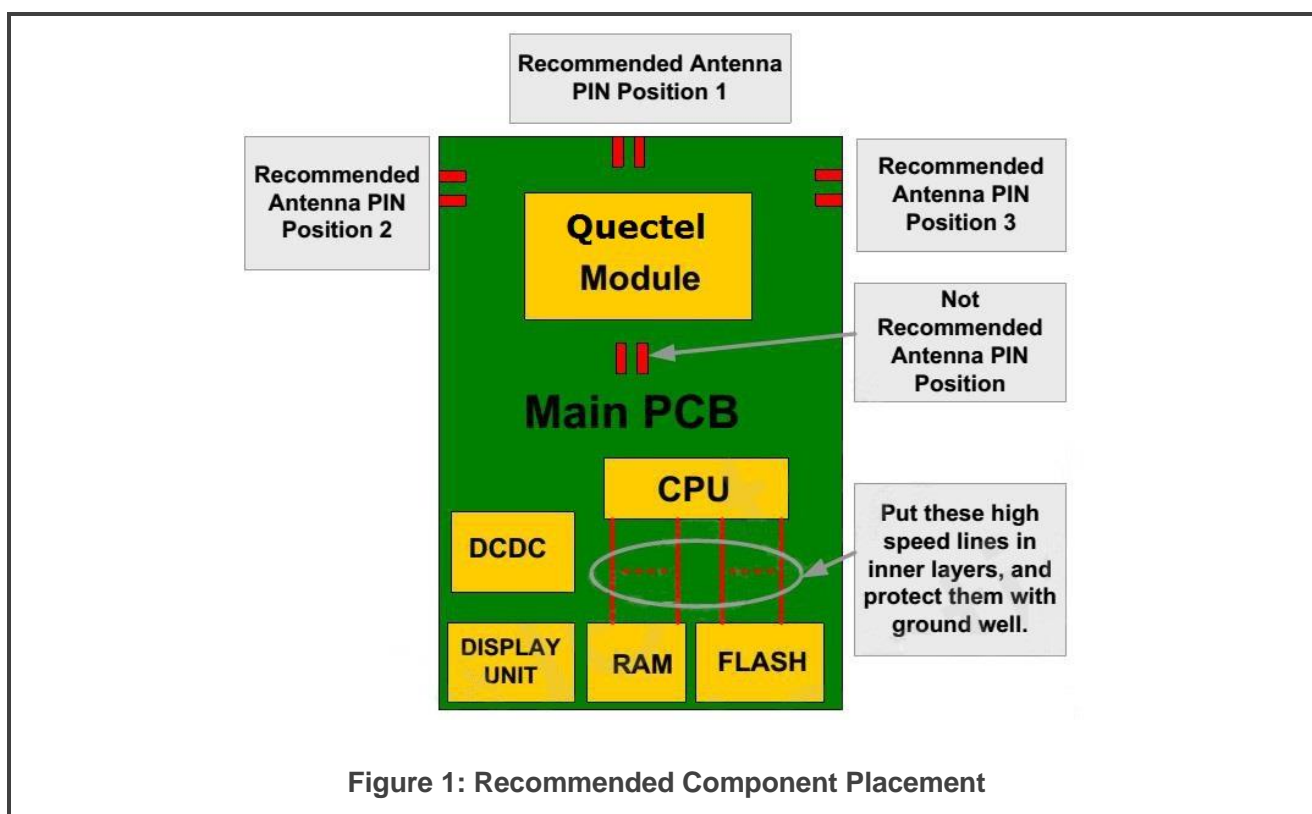 Recommended Antenna
PIN Position 1
Recommended
Antenna PIN
Position 2
Recommended
Antenna PIN
Position 3
Quectel
Module
Not
Recommended
Antenna PIN
Position
Main PCB
CPU
DCDC
Put these high
speed lines in
inner layers, and
protect them with
ground well.
DISPLAY
UNIT
RAM
FLASH
Figure 1: Recommended Component Placement